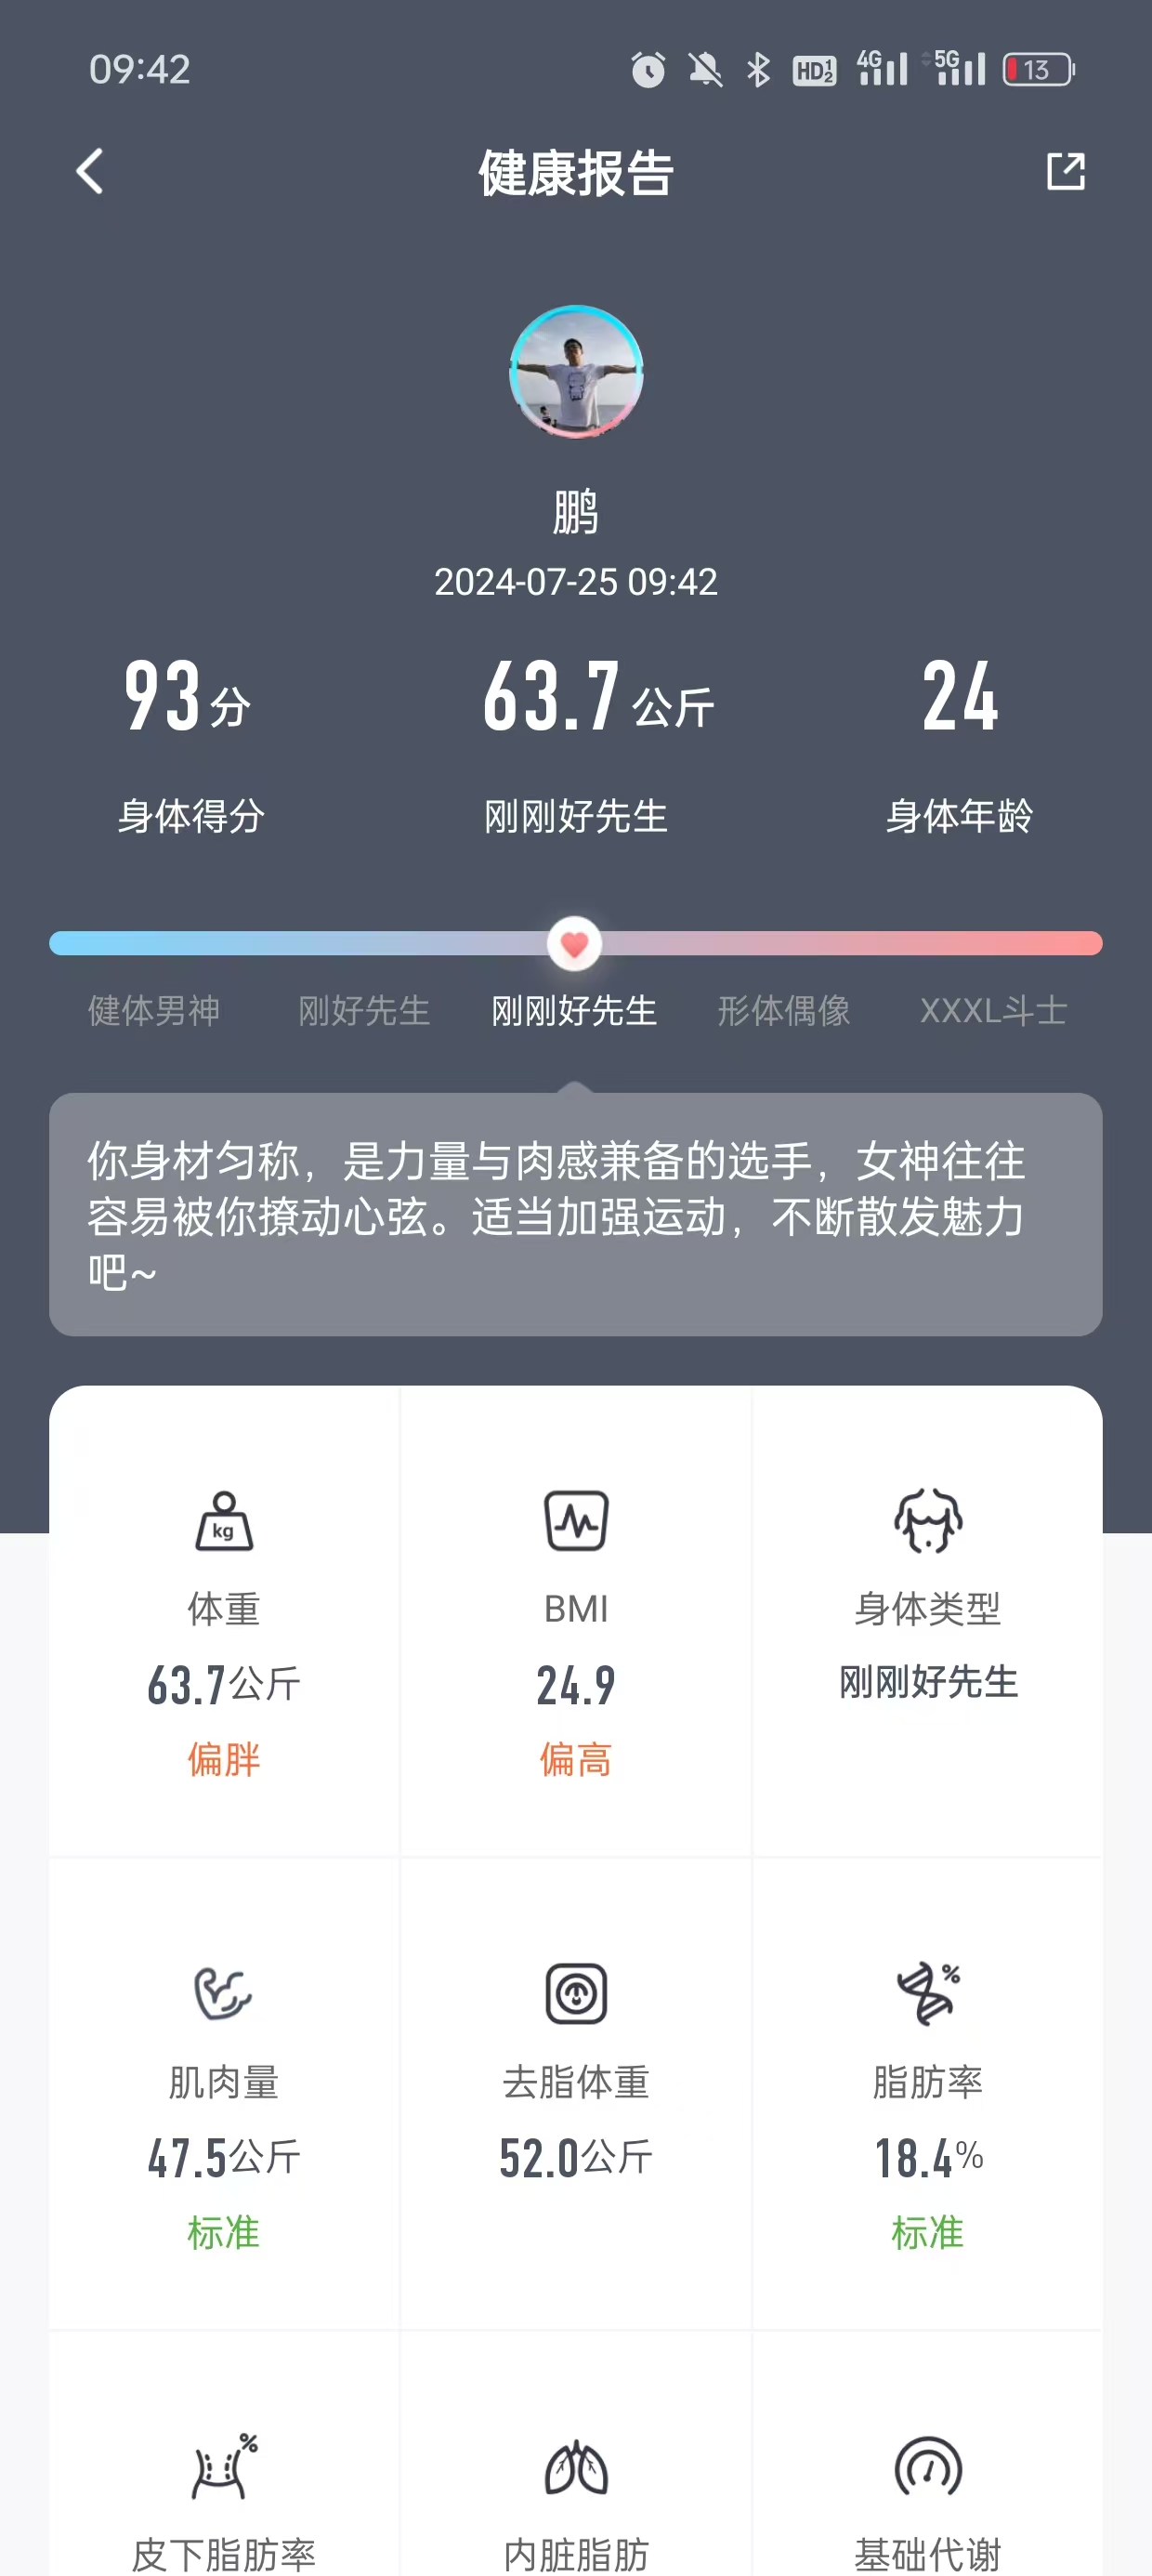 09:42
HD 1 2 4G 5G 13
健康报告
鹏
2024-07-25 09:42
93分 63.7公斤 24
身体得分 刚刚好先生 身体年龄
健体男神 刚好先生 刚刚好先生 形体偶像 XXXL斗士
你身材匀称，是力量与肉感兼备的选手，女神往往
容易被你撩动心弦。适当加强运动，不断散发魅力
吧~
kg
体重 BMI 身体类型
63.7公斤 24.9 刚刚好先生
偏胖 偏高
%
肌肉量 去脂体重 脂肪率
47.5公斤 52.0公斤 18.4%
标准 标准
%
皮下脂肪率 内脏脂肪 基础代谢